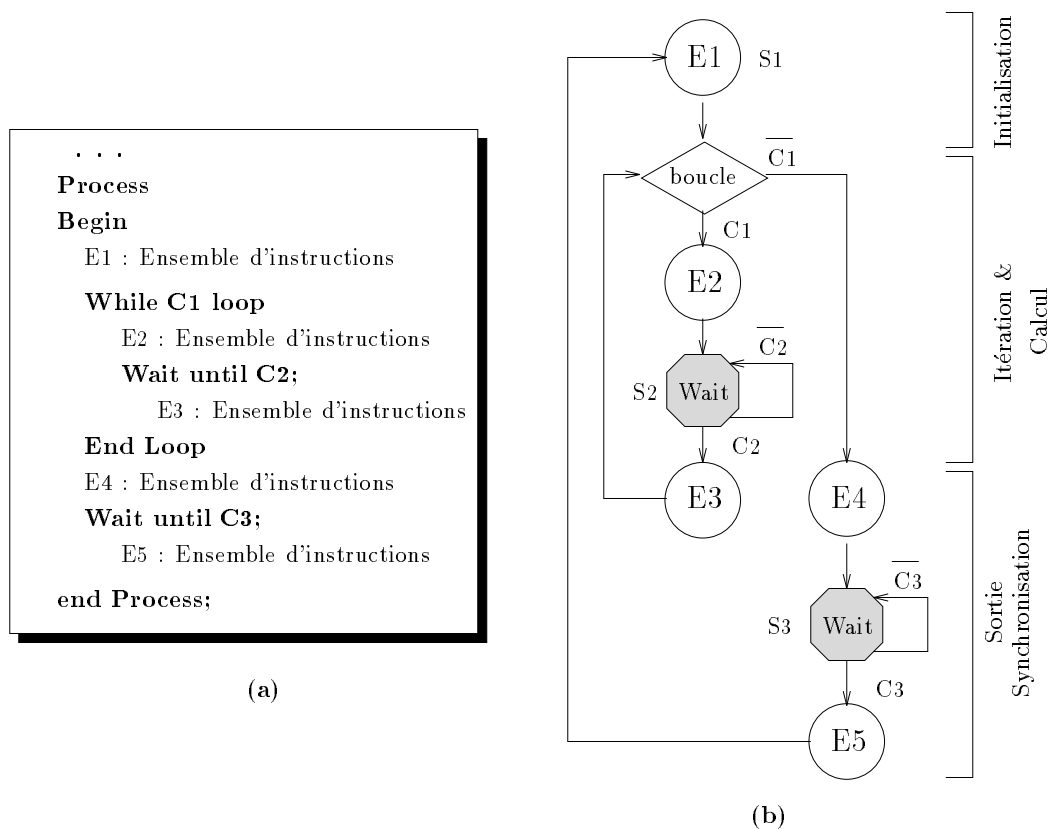 . . .
Process
Begin
E1 : Ensemble d'instructions
While C1 loop
E2 : Ensemble d'instructions
Wait until C2;
E3 : Ensemble d'instructions
End Loop
E4 : Ensemble d'instructions
Wait until C3;
E5 : Ensemble d'instructions
end Process;
(a)
E1
S1
boucle
C1
C1
E2
C2
S2
Wait
C2
E3
E4
C3
S3
Wait
C3
E5
(b)
Initialisation
Itération &
Calcul
Sortie
Synchronisation